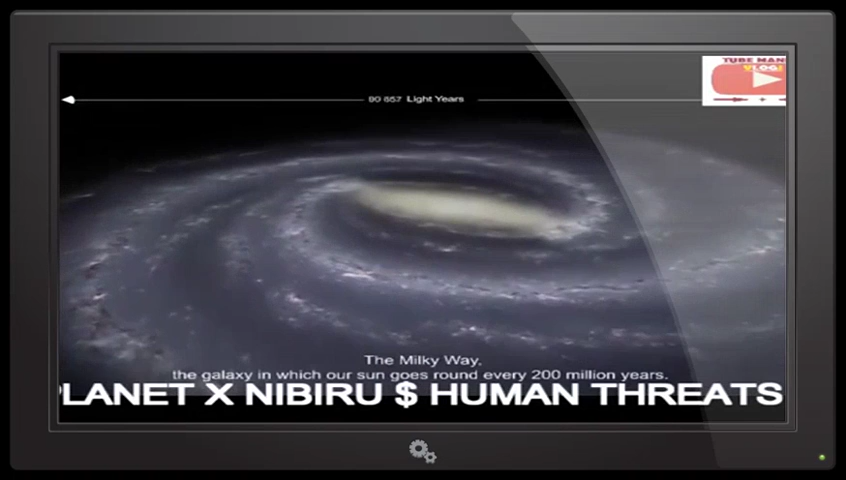 TUBE MAN
VLOG!
90 857 Light Years
The Milky Way,
the galaxy in which our sun goes round every 200 million years.
PLANET X NIBIRU $ HUMAN THREATS